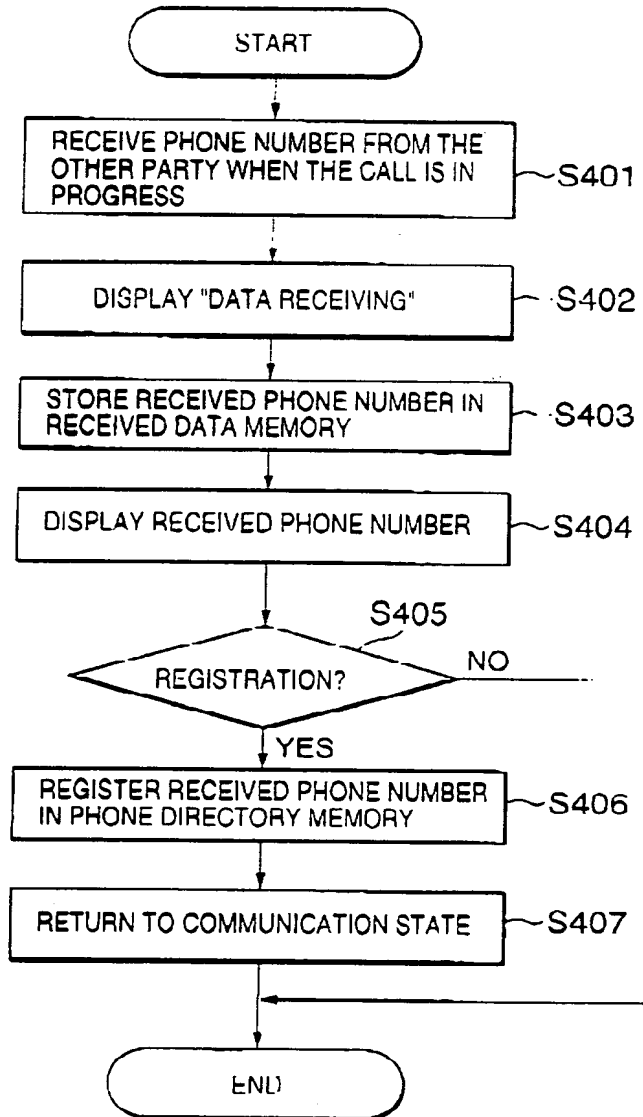 START
RECEIVE PHONE NUMBER FROM THE
OTHER PARTY WHEN THE CALL IS IN
PROGRESS
S401
DISPLAY "DATA RECEIVING"
S402
STORE RECEIVED PHONE NUMBER IN
RECEIVED DATA MEMORY
S403
DISPLAY RECEIVED PHONE NUMBER
S404
S405
REGISTRATION?
NO
YES
REGISTER RECEIVED PHONE NUMBER
IN PHONE DIRECTORY MEMORY
S406
RETURN TO COMMUNICATION STATE
S407
END